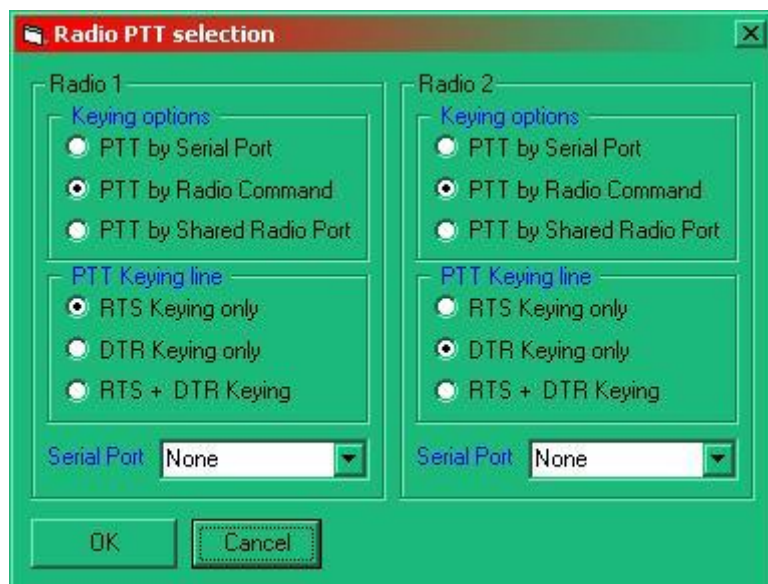 Radio PTT selection
Radio 1
Keying options
PTT by Serial Port
PTT by Radio Command
PTT by Shared Radio Port
PTT Keying line
RTS Keying only
DTR Keying only
RTS + DTR Keying
Serial Port None
Radio 2
Keying options
PTT by Serial Port
PTT by Radio Command
PTT by Shared Radio Port
PTT Keying line
RTS Keying only
DTR Keying only
RTS + DTR Keying
Serial Port None
OK
Cancel